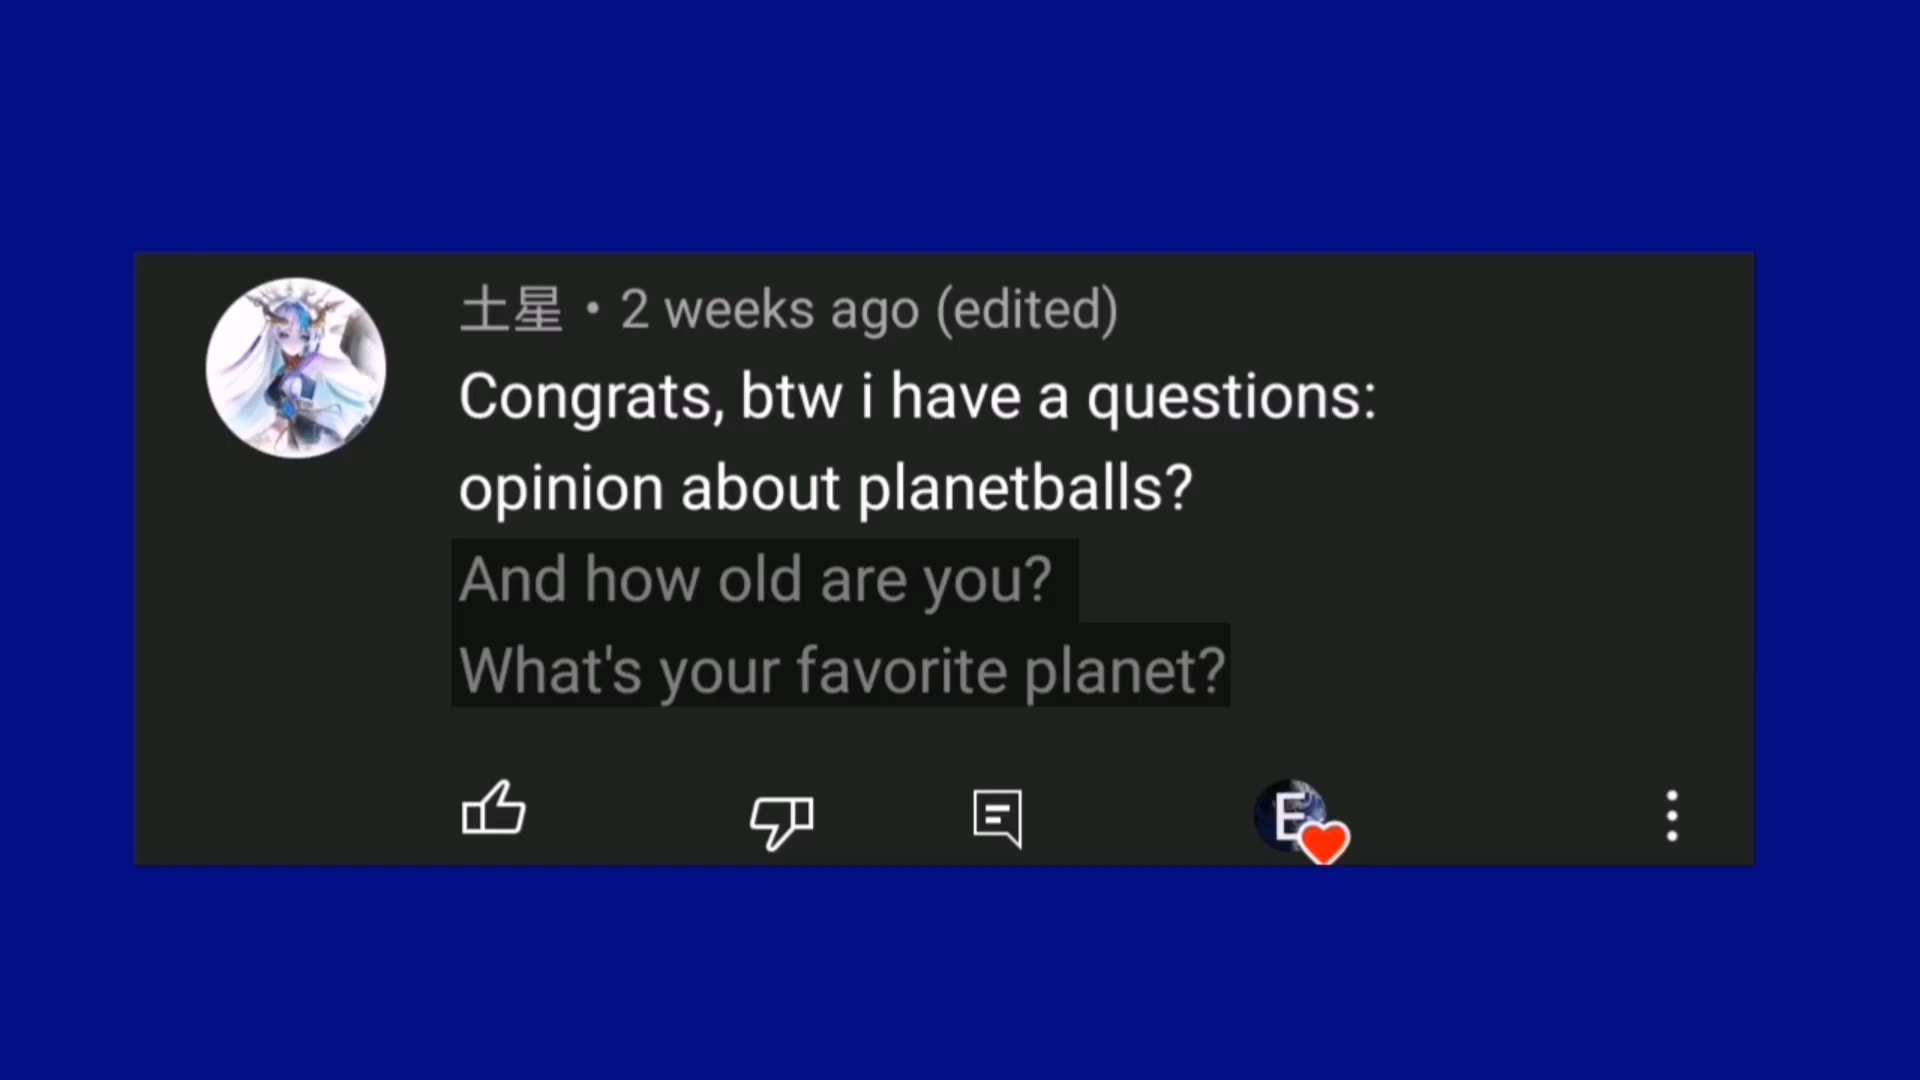 土星 • 2 weeks ago (edited)
Congrats, btw i have a questions:
opinion about planetballs?
And how old are you?
What's your favorite planet?
E